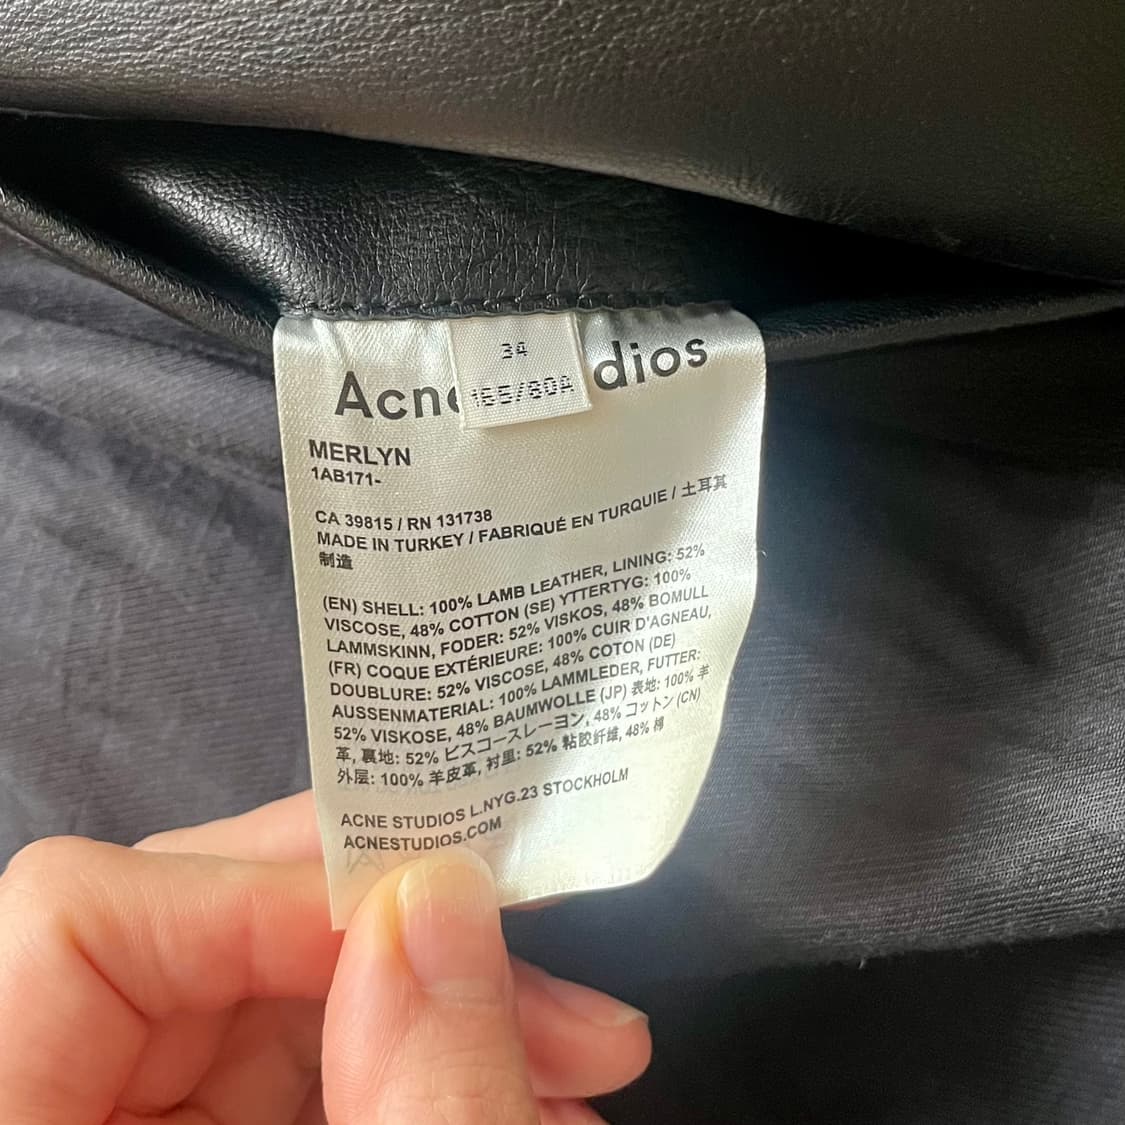 34
165/80A
Acne
dios
MERLYN
1AB171-
CA 39815 / RN 131738
MADE IN TURKEY / FABRIQUÉ EN TURQUIE / 土耳其
制造
(EN) SHELL: 100% LAMB LEATHER, LINING: 52%
VISCOSE, 48% COTTON (SE) YTTERTYG: 100%
LAMMSKINN, FODER: 52% VISKOS, 48% BOMULL
(FR) COQUE EXTÉRIEURE: 100% CUIR D'AGNEAU,
DOUBLURE: 52% VISCOSE, 48% COTON (DE)
AUSSENMATERIAL: 100% LAMMLEDER, FUTTER:
52% VISKOSE, 48% BAUMWOLLE (JP) 表地: 100% 羊
革, 裏地: 52% ビスコースレーヨン, 48% コットン (CN)
外层: 100% 羊皮革, 衬里: 52% 粘胶纤维, 48% 棉
ACNE STUDIOS L.NYG.23 STOCKHOLM
ACNESTUDIOS.COM